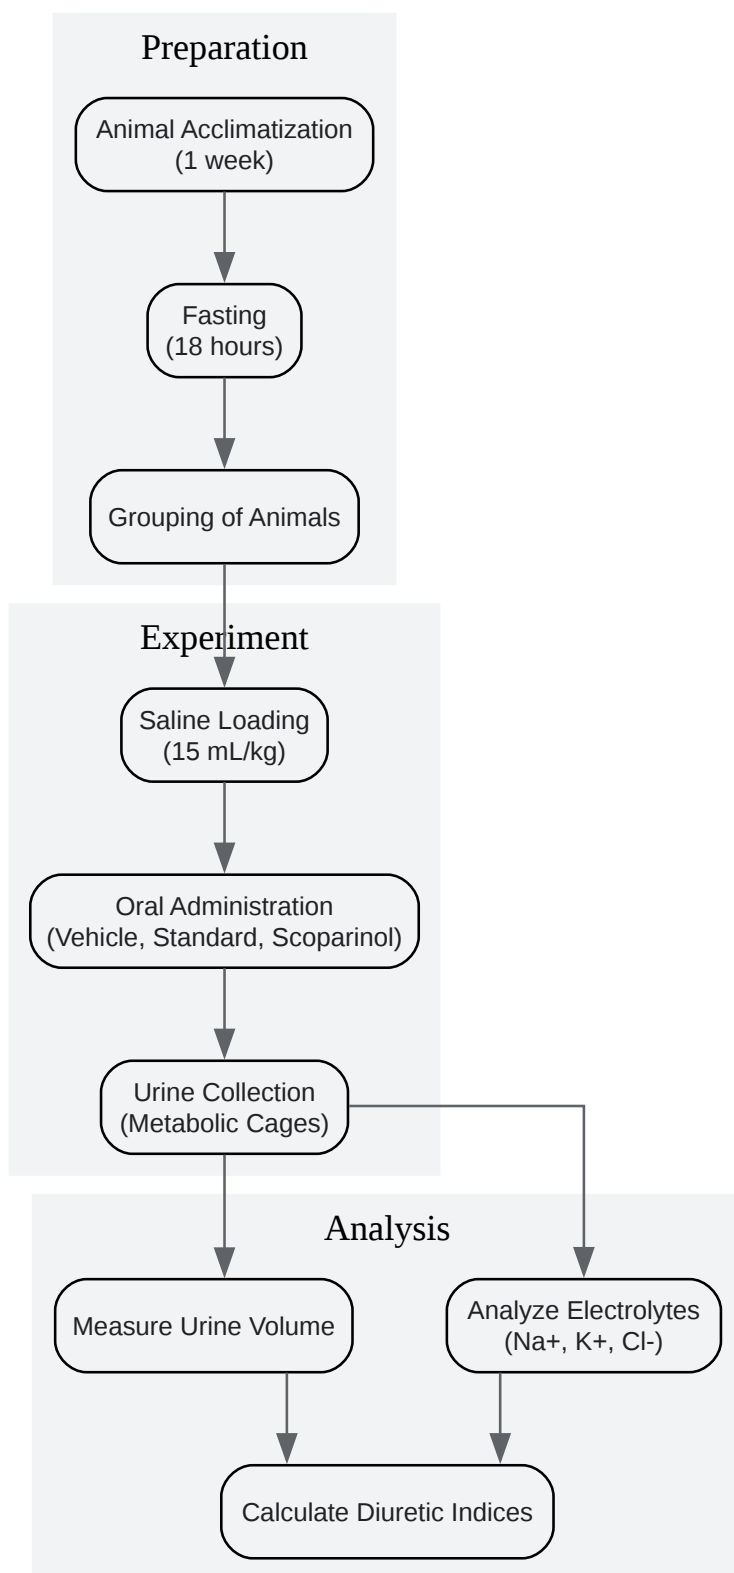 Preparation
Animal Acclimatization
(1 week)
Fasting
(18 hours)
Grouping of Animals
Experiment
Saline Loading
(15 mL/kg)
Oral Administration
(Vehicle, Standard, Scoparinol)
Urine Collection
(Metabolic Cages)
Analysis
Measure Urine Volume
Analyze Electrolytes
(Na+, K+, Cl-)
Calculate Diuretic Indices